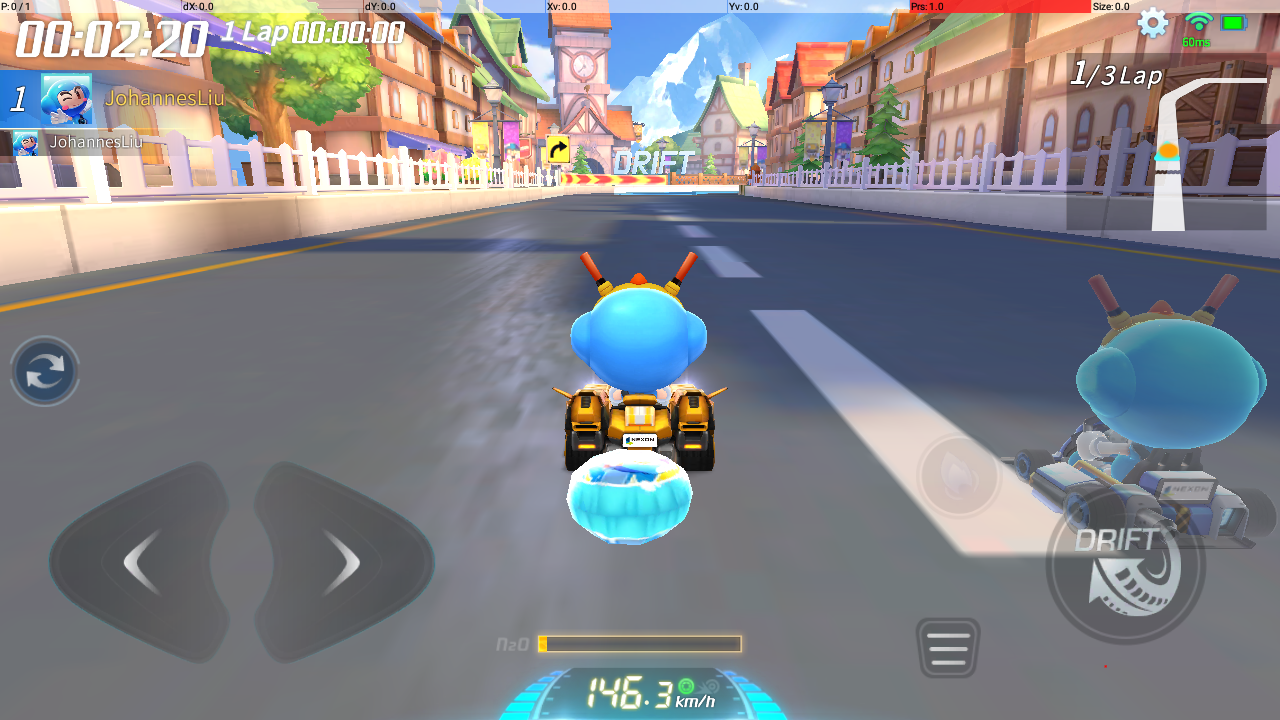 P: 0 / 1 dX: 0.0 dY: 0.0 Xv: 0.0 Yv: 0.0 Prs: 1.0 Size: 0.0
00:02:20 1 Lap 00:00:00
60ms
1/3 Lap
1 JohannesLiu
JohannesLiu
DRIFT
NEXON
NEXON
DRIFT
N2O
146.3 km/h